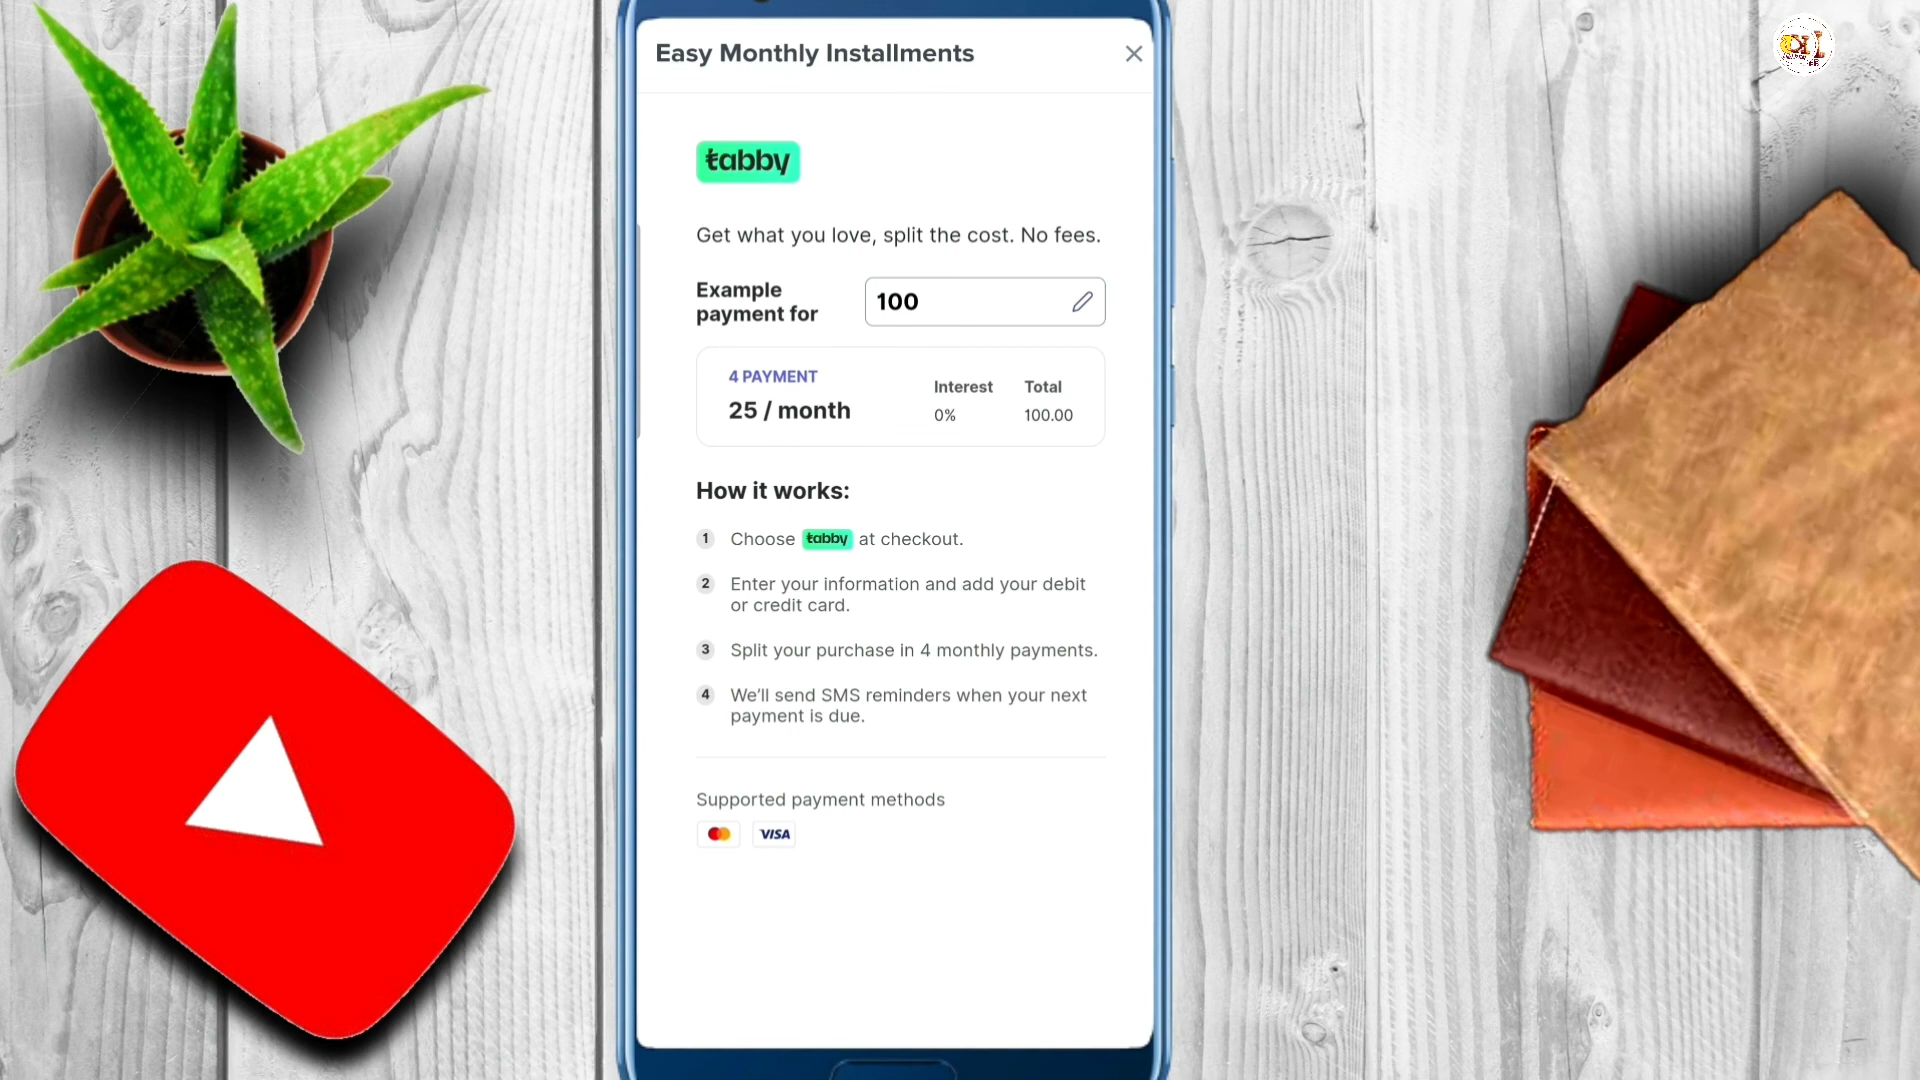 Easy Monthly Installments
tabby
Get what you love, split the cost. No fees.
Example
payment for
100
4 PAYMENT
25 / month
Interest
0%
Total
100.00
How it works:
1 Choose tabby at checkout.
2 Enter your information and add your debit
or credit card.
3 Split your purchase in 4 monthly payments.
4 We'll send SMS reminders when your next
payment is due.
Supported payment methods
VISA